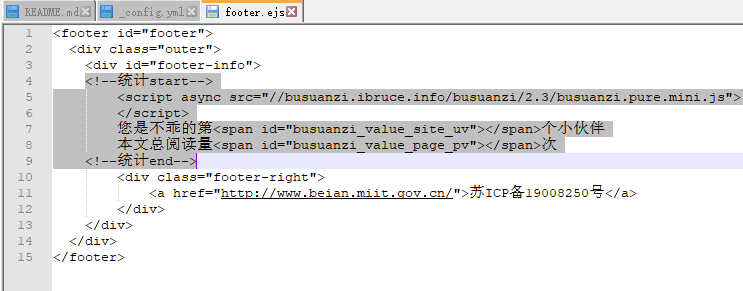 README.md _config.yml footer.ejs
1 <footer id="footer">
2 <div class="outer">
3 <div id="footer-info">
4 <!--统计start-->
5 <script async src="//busuanzi.ibruce.info/busuanzi/2.3/busuanzi.pure.mini.js">
6 </script>
7 您是不乖的第<span id="busuanzi_value_site_uv"></span>个小伙伴
8 本文总阅读量<span id="busuanzi_value_page_pv"></span>次
9 <!--统计end-->
10 <div class="footer-right">
11 <a href="http://www.beian.miit.gov.cn/">苏ICP备19008250号</a>
12 </div>
13 </div>
14 </div>
15 </footer>